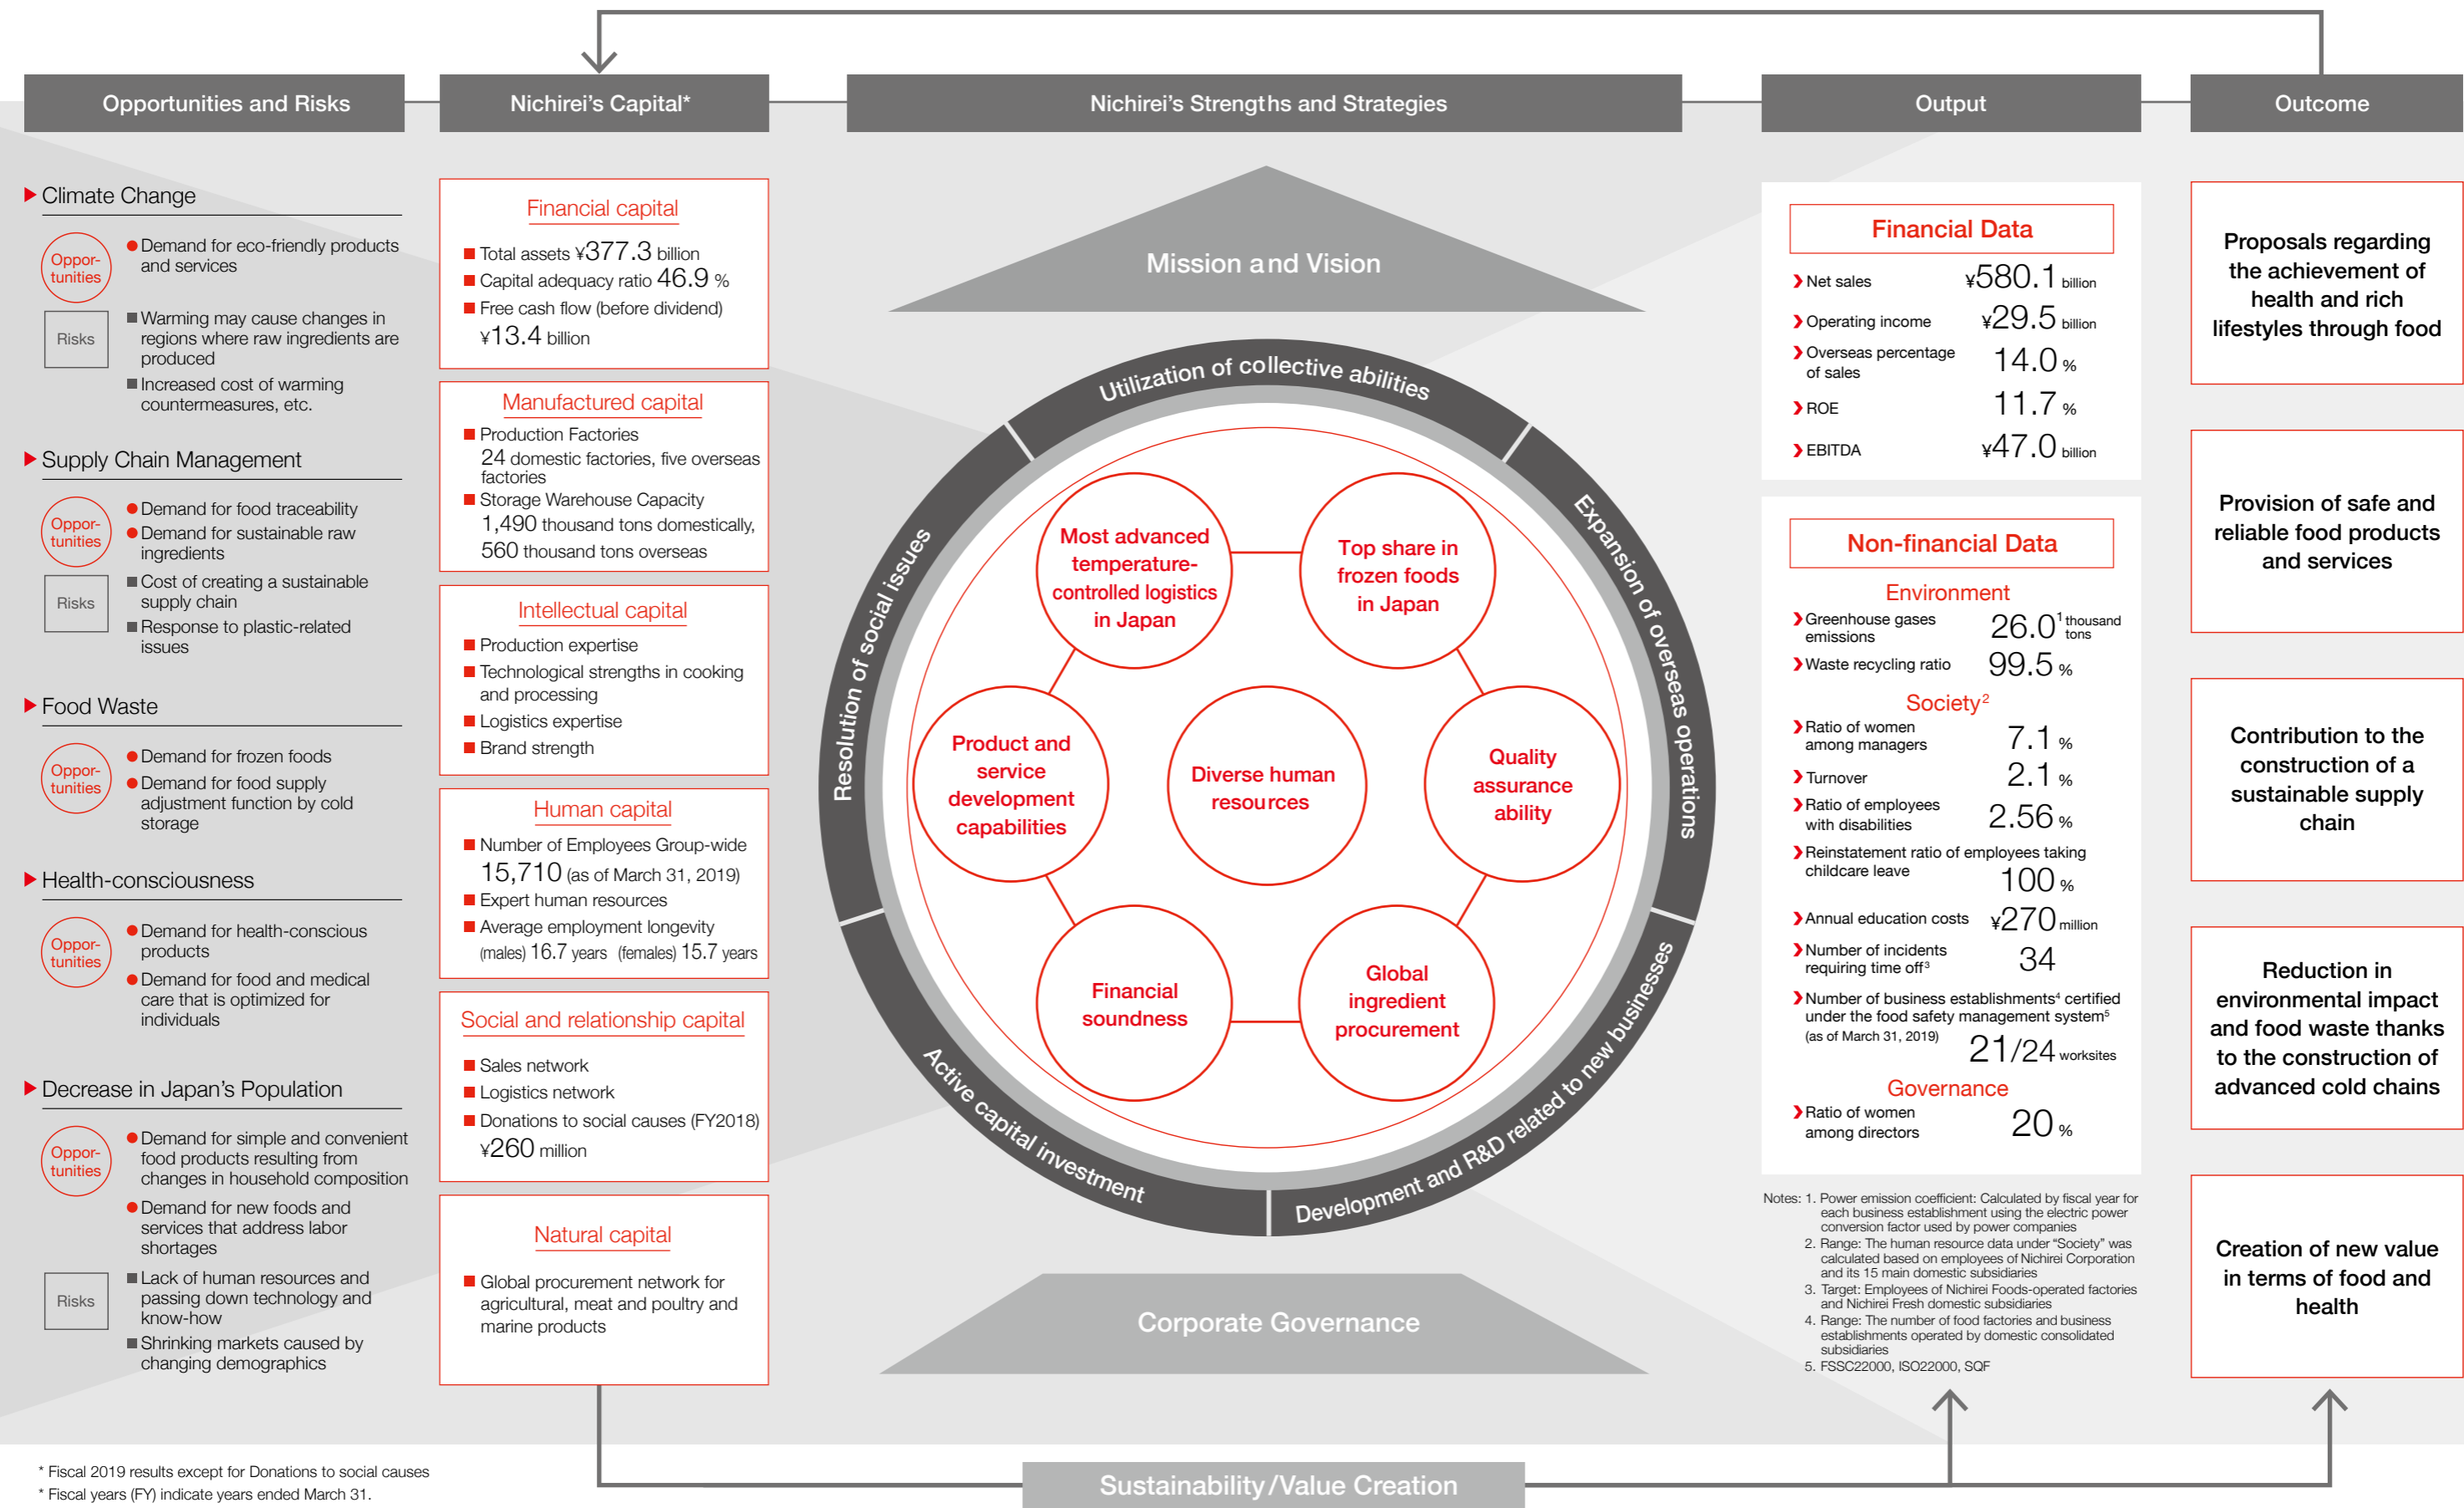 Opportunities and Risks
Nichirei's Capital*
Nichirei's Strengths and Strategies
Output
Outcome
Climate Change
Oppor-
tunities
Demand for eco-friendly products
and services
Risks
Warming may cause changes in
regions where raw ingredients are
produced
Increased cost of warming
countermeasures, etc.
Supply Chain Management
Oppor-
tunities
Demand for food traceability
Demand for sustainable raw
ingredients
Risks
Cost of creating a sustainable
supply chain
Response to plastic-related
issues
Food Waste
Oppor-
tunities
Demand for frozen foods
Demand for food supply
adjustment function by cold
storage
Health-consciousness
Oppor-
tunities
Demand for health-conscious
products
Demand for food and medical
care that is optimized for
individuals
Decrease in Japan's Population
Oppor-
tunities
Demand for simple and convenient
food products resulting from
changes in household composition
Demand for new foods and
services that address labor
shortages
Risks
Lack of human resources and
passing down technology and
know-how
Shrinking markets caused by
changing demographics
Financial capital
Total assets ¥377.3 billion
Capital adequacy ratio 46.9 %
Free cash flow (before dividend)
¥13.4 billion
Manufactured capital
Production Factories
24 domestic factories, five overseas
factories
Storage Warehouse Capacity
1,490 thousand tons domestically,
560 thousand tons overseas
Intellectual capital
Production expertise
Technological strengths in cooking
and processing
Logistics expertise
Brand strength
Human capital
Number of Employees Group-wide
15,710 (as of March 31, 2019)
Expert human resources
Average employment longevity
(males) 16.7 years (females) 15.7 years
Social and relationship capital
Sales network
Logistics network
Donations to social causes (FY2018)
¥260 million
Natural capital
Global procurement network for
agricultural, meat and poultry and
marine products
Mission and Vision
Utilization of collective abilities
Expansion of overseas operations
Development and R&D related to new businesses
Active capital investment
Resolution of social issues
Most advanced
temperature-
controlled logistics
in Japan
Top share in
frozen foods
in Japan
Product and
service
development
capabilities
Diverse human
resources
Quality
assurance
ability
Financial
soundness
Global
ingredient
procurement
Corporate Governance
Financial Data
Net sales ¥580.1 billion
Operating income ¥29.5 billion
Overseas percentage
of sales 14.0 %
ROE 11.7 %
EBITDA ¥47.0 billion
Non-financial Data
Environment
Greenhouse gases
emissions 26.0 1 thousand
tons
Waste recycling ratio 99.5 %
Society2
Ratio of women
among managers 7.1 %
Turnover 2.1 %
Ratio of employees
with disabilities 2.56 %
Reinstatement ratio of employees taking
childcare leave 100 %
Annual education costs ¥270 million
Number of incidents
requiring time off3 34
Number of business establishments4 certified
under the food safety management system5
(as of March 31, 2019) 21/24 worksites
Governance
Ratio of women
among directors 20 %
Notes: 1. Power emission coefficient: Calculated by fiscal year for
each business establishment using the electric power
conversion factor used by power companies
2. Range: The human resource data under “Society” was
calculated based on employees of Nichirei Corporation
and its 15 main domestic subsidiaries
3. Target: Employees of Nichirei Foods-operated factories
and Nichirei Fresh domestic subsidiaries
4. Range: The number of food factories and business
establishments operated by domestic consolidated
subsidiaries
5. FSSC22000, ISO22000, SQF
Proposals regarding
the achievement of
health and rich
lifestyles through food
Provision of safe and
reliable food products
and services
Contribution to the
construction of a
sustainable supply
chain
Reduction in
environmental impact
and food waste thanks
to the construction of
advanced cold chains
Creation of new value
in terms of food and
health
Sustainability/Value Creation
* Fiscal 2019 results except for Donations to social causes
* Fiscal years (FY) indicate years ended March 31.